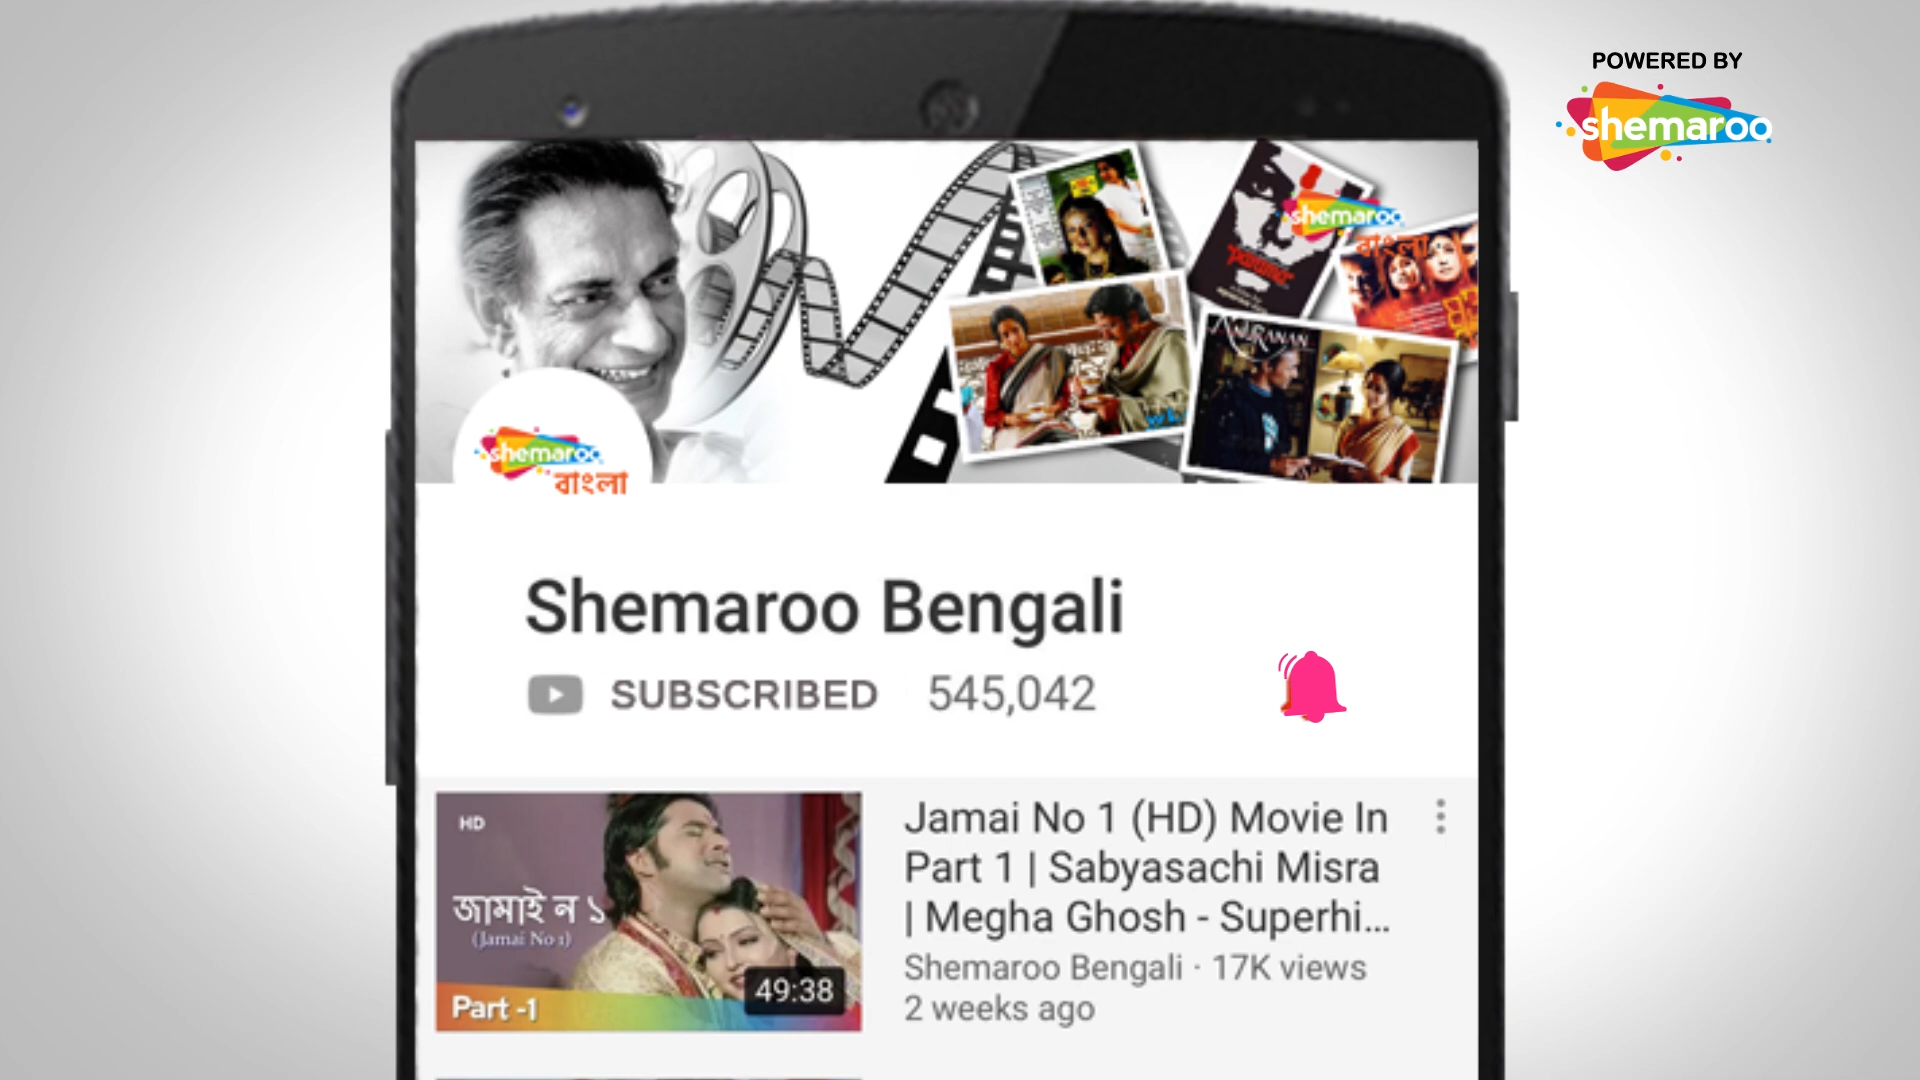 POWERED BY
shemaroo
shemaroo
বাংলা
ANURANAN
shemaroo
বাংলা
Shemaroo Bengali
SUBSCRIBED 545,042
HD
জামাই ন ১
(Jamai No 1)
Part -1
49:38
Jamai No 1 (HD) Movie In
Part 1 | Sabyasachi Misra
| Megha Ghosh - Superhi...
Shemaroo Bengali · 17K views
2 weeks ago